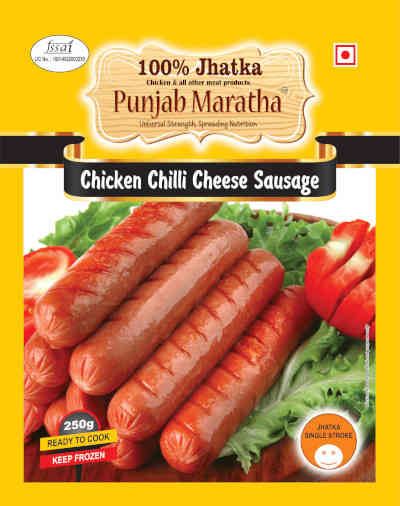 fssai
100% Jhatka
Chicken & all other meat products
Punjab Maratha
Universal Strength, Spreading Nutrition
Chicken Chilli Cheese Sausage
250g
READY TO COOK
KEEP FROZEN
JHATKA
SINGLE STROKE